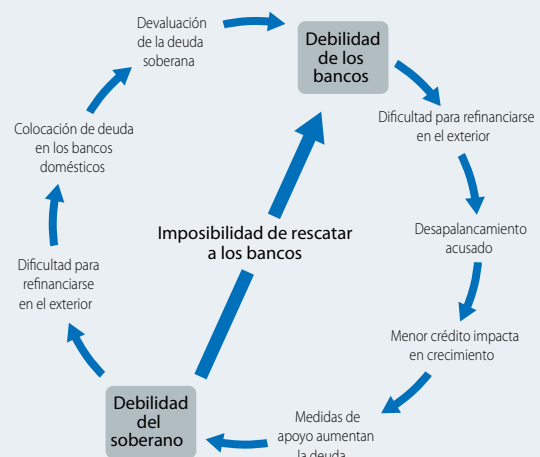 Devaluación
de la deuda
soberana
Debilidad
de los
bancos
Dificultad para refinanciarse
en el exterior
Desapalancamiento
acusado
Menor crédito impacta
en crecimiento
Medidas de
apoyo aumentan
la deuda
Debilidad
del
soberano
Dificultad para
refinanciarse
en el exterior
Colocación de deuda
en los bancos
domésticos
Imposibilidad de rescatar
a los bancos